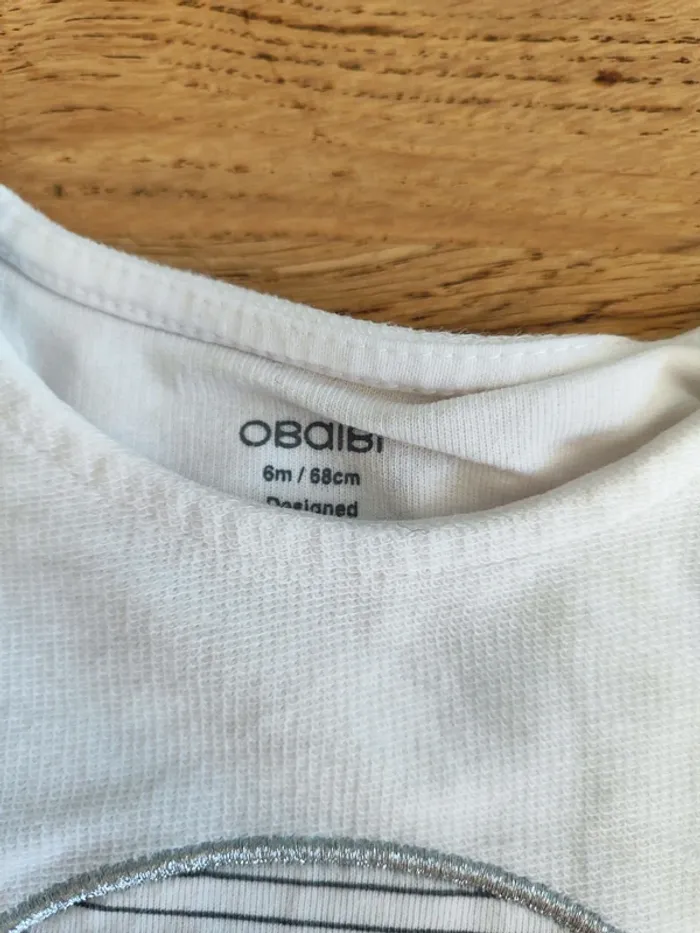 OBaIBI
6m / 68cm
Designed